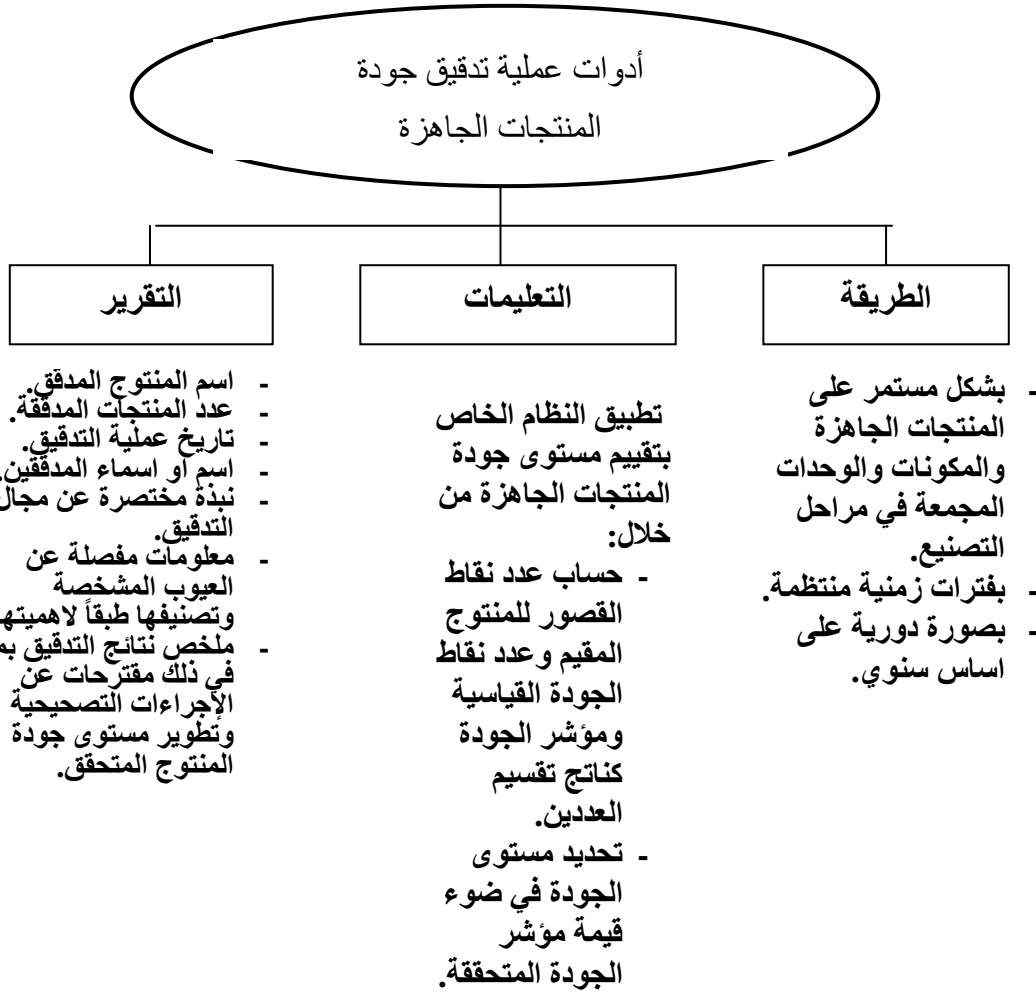 أدوات عملية تدقيق جودة
المنتجات الجاهزة
الطريقة
- بشكل مستمر على
المنتجات الجاهزة
والمكونات والوحدات
المجمعة في مراحل
التصنيع.
- بفترات زمنية منتظمة.
- بصورة دورية على
اساس سنوي.
التعليمات
تطبيق النظام الخاص
بتقييم مستوى جودة
المنتجات الجاهزة من
خلال:
- حساب عدد نقاط
القصور للمنتوج
المقيم وعدد نقاط
الجودة القياسية
ومؤشر الجودة
كناتج تقسيم
العددين.
- تحديد مستوى
الجودة في ضوء
قيمة مؤشر
الجودة المتحققة.
التقرير
- اسم المنتوج المدقق.
- عدد المنتجات المدققة.
- تاريخ عملية التدقيق.
- اسم او اسماء المدققين.
- نبذة مختصرة عن مجال
التدقيق.
- معلومات مفصلة عن
العيوب المشخصة
وتصنيفها طبقاً لاهميتها
- ملخص نتائج التدقيق بما
في ذلك مقترحات عن
الإجراءات التصحيحية
وتطوير مستوى جودة
المنتوج المتحقق.